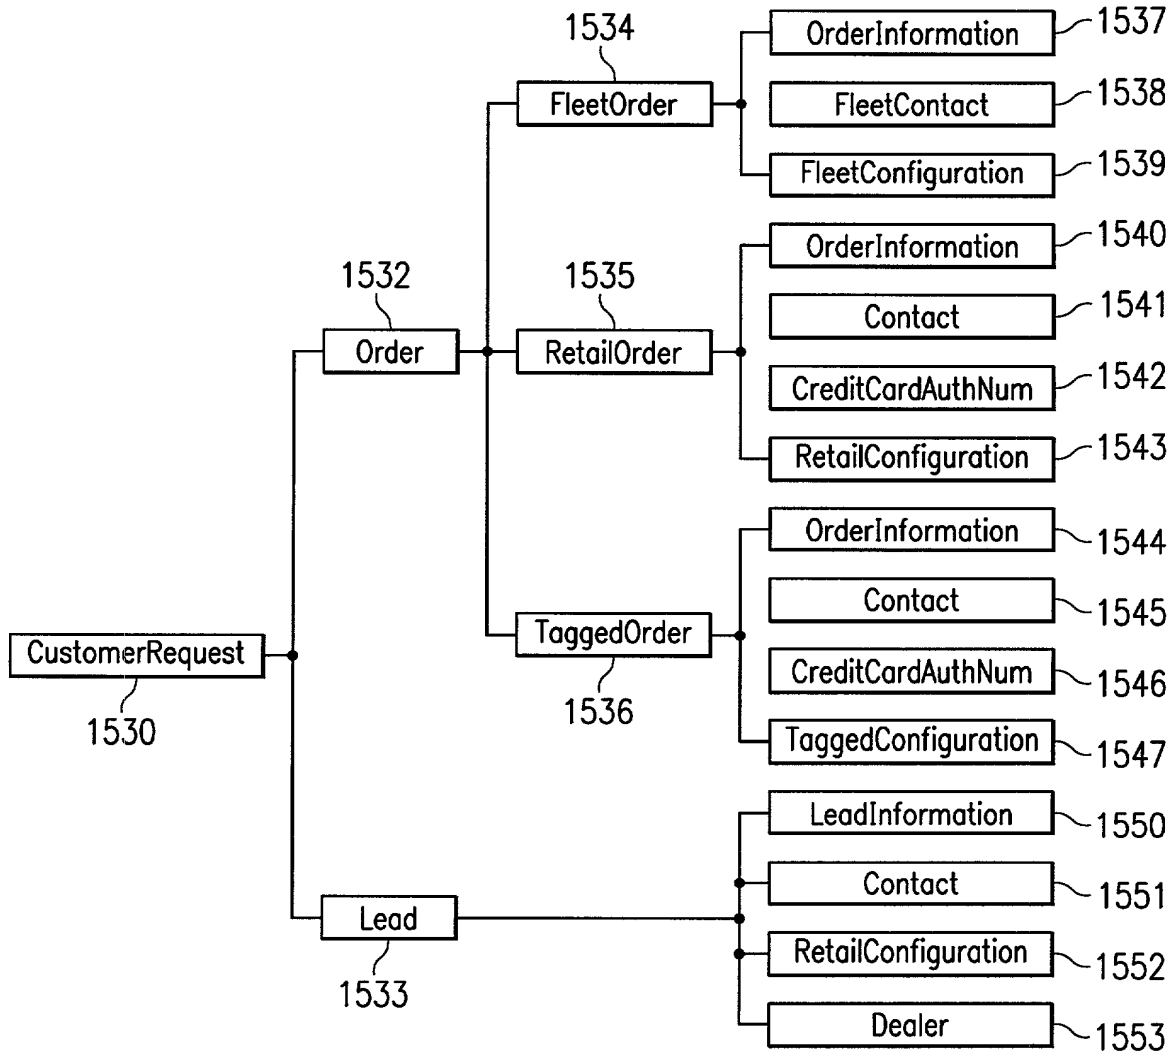 OrderInformation 1537
1534
FleetOrder
FleetContact 1538
FleetConfiguration 1539
OrderInformation 1540
1532
1535
Order
RetailOrder
Contact 1541
CreditCardAuthNum 1542
RetailConfiguration 1543
OrderInformation 1544
Contact 1545
CustomerRequest
1530
TaggedOrder
1536
CreditCardAuthNum 1546
TaggedConfiguration 1547
LeadInformation 1550
Contact 1551
Lead
1533
RetailConfiguration 1552
Dealer 1553